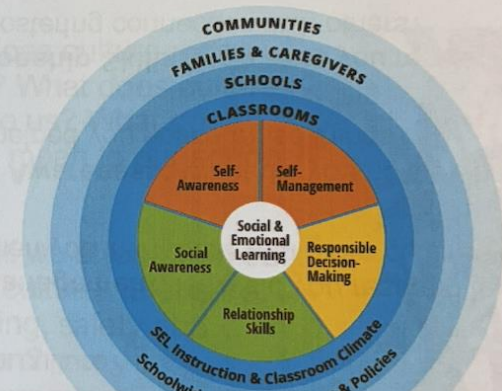 COMMUNITIES
FAMILIES & CAREGIVERS
SCHOOLS
CLASSROOMS
Self-
Awareness
Self-
Management
Social &
Emotional
Learning
Social
Awareness
Responsible
Decision-
Making
Relationship
Skills
SEL Instruction & Classroom Climate
& Policies